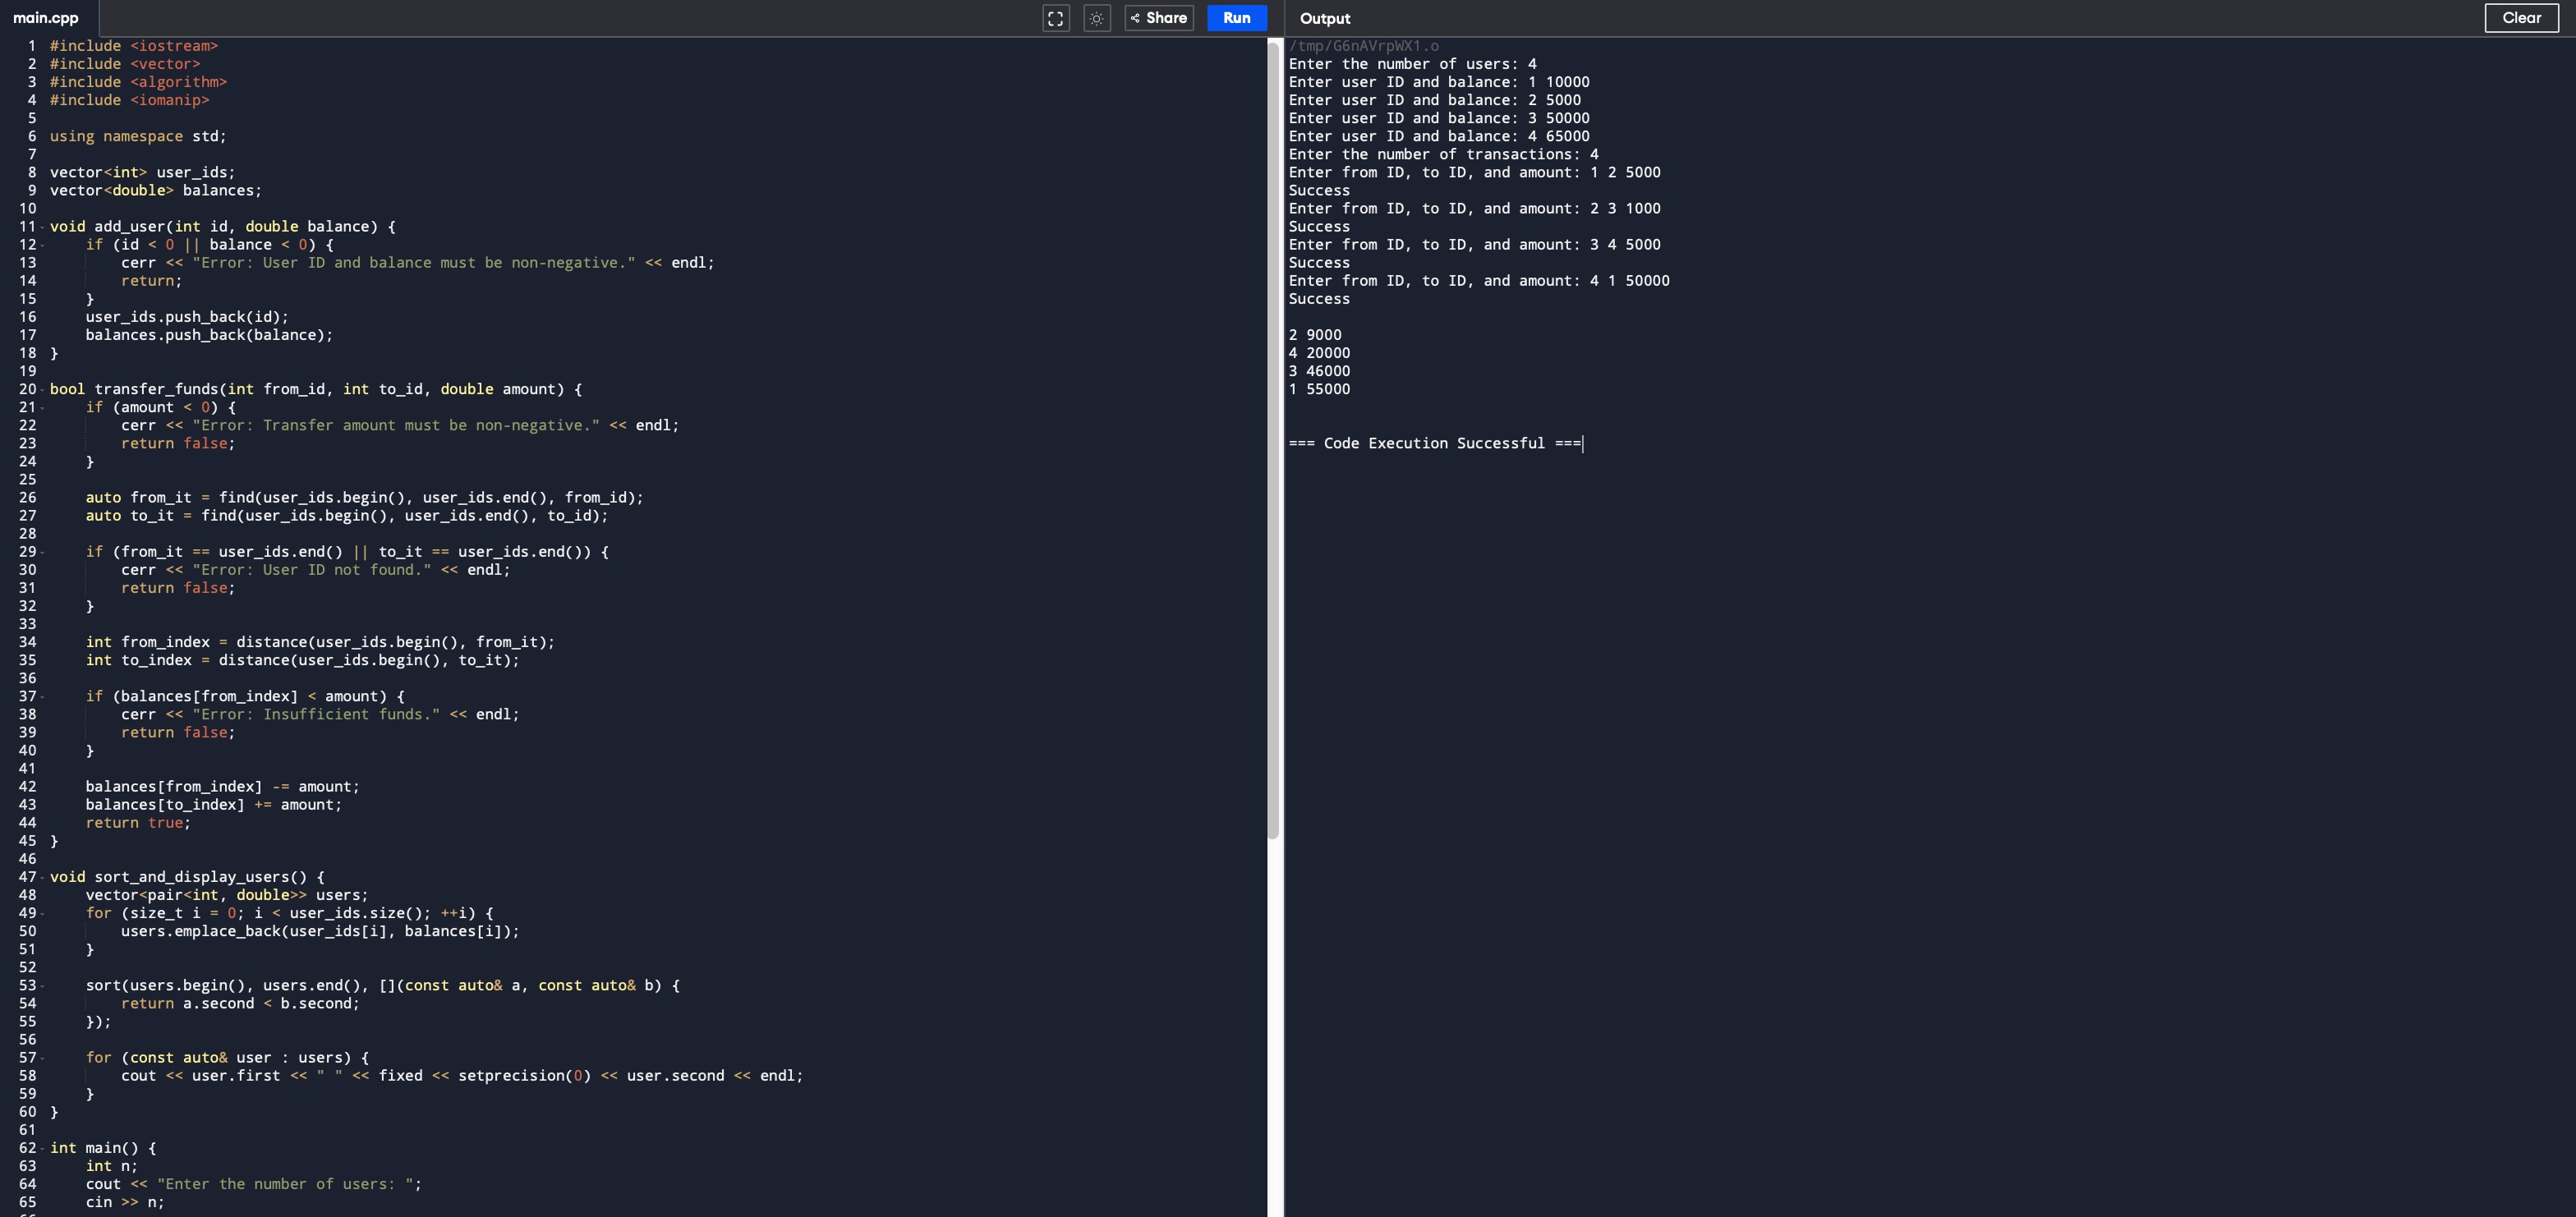 main.cpp
Share
Run
Output
Clear
1 #include <iostream>
2 #include <vector>
3 #include <algorithm>
4 #include <iomanip>
5
6 using namespace std;
7
8 vector<int> user_ids;
9 vector<double> balances;
10
11 void add_user(int id, double balance) {
12     if (id < 0 || balance < 0) {
13         cerr << "Error: User ID and balance must be non-negative." << endl;
14         return;
15     }
16     user_ids.push_back(id);
17     balances.push_back(balance);
18 }
19
20 bool transfer_funds(int from_id, int to_id, double amount) {
21     if (amount < 0) {
22         cerr << "Error: Transfer amount must be non-negative." << endl;
23         return false;
24     }
25
26     auto from_it = find(user_ids.begin(), user_ids.end(), from_id);
27     auto to_it = find(user_ids.begin(), user_ids.end(), to_id);
28
29     if (from_it == user_ids.end() || to_it == user_ids.end()) {
30         cerr << "Error: User ID not found." << endl;
31         return false;
32     }
33
34     int from_index = distance(user_ids.begin(), from_it);
35     int to_index = distance(user_ids.begin(), to_it);
36
37     if (balances[from_index] < amount) {
38         cerr << "Error: Insufficient funds." << endl;
39         return false;
40     }
41
42     balances[from_index] -= amount;
43     balances[to_index] += amount;
44     return true;
45 }
46
47 void sort_and_display_users() {
48     vector<pair<int, double>> users;
49     for (size_t i = 0; i < user_ids.size(); ++i) {
50         users.emplace_back(user_ids[i], balances[i]);
51     }
52
53     sort(users.begin(), users.end(), [](const auto& a, const auto& b) {
54         return a.second < b.second;
55     });
56
57     for (const auto& user : users) {
58         cout << user.first << " " << fixed << setprecision(0) << user.second << endl;
59     }
60 }
61
62 int main() {
63     int n;
64     cout << "Enter the number of users: ";
65     cin >> n;
/tmp/G6nAVrpWX1.o
Enter the number of users: 4
Enter user ID and balance: 1 10000
Enter user ID and balance: 2 5000
Enter user ID and balance: 3 50000
Enter user ID and balance: 4 65000
Enter the number of transactions: 4
Enter from ID, to ID, and amount: 1 2 5000
Success
Enter from ID, to ID, and amount: 2 3 1000
Success
Enter from ID, to ID, and amount: 3 4 5000
Success
Enter from ID, to ID, and amount: 4 1 50000
Success
2 9000
4 20000
3 46000
1 55000
=== Code Execution Successful ===